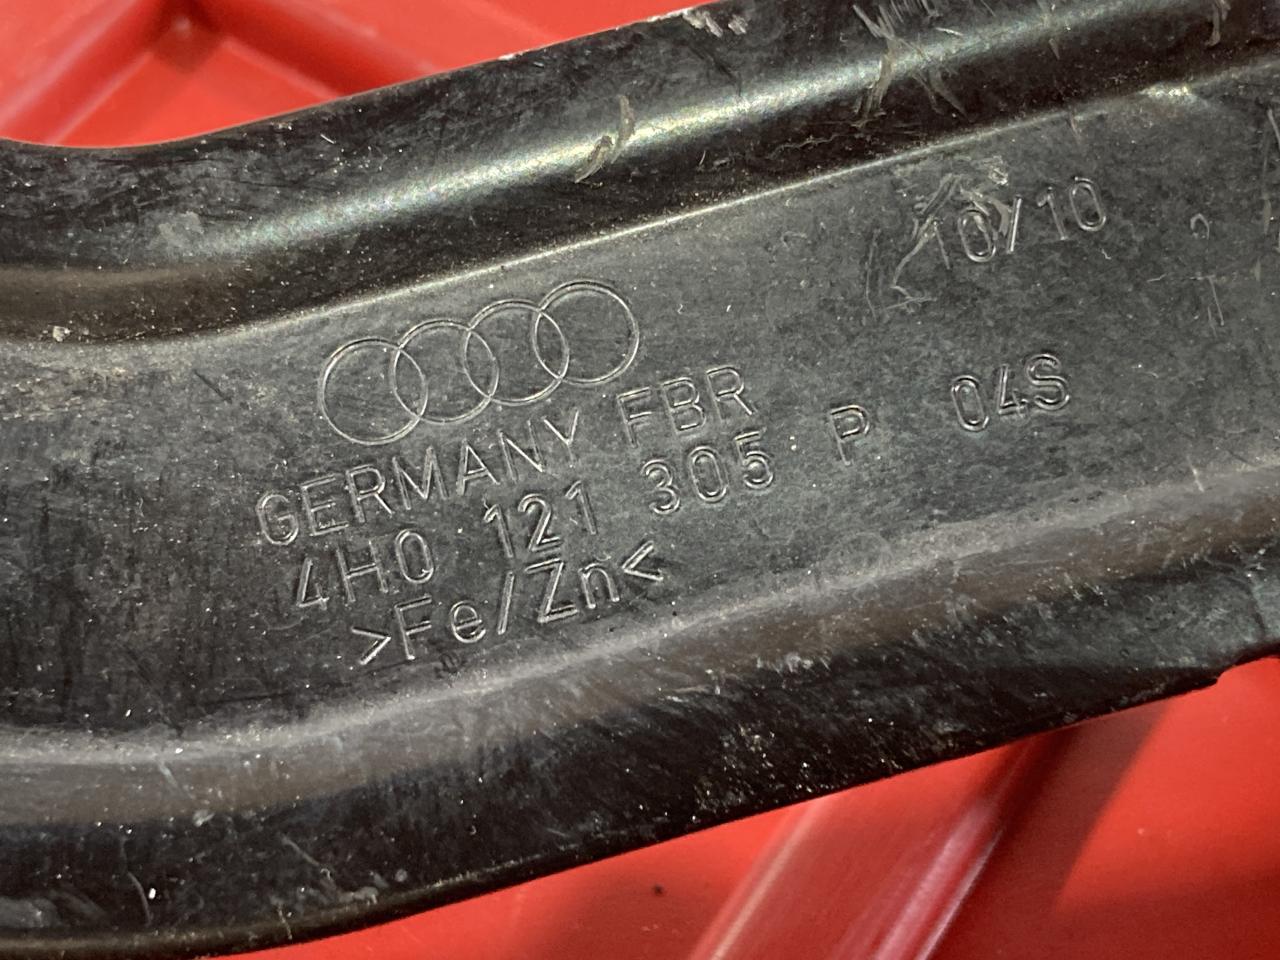 10/10
GERMANY FBR
4H0 121 305 P 04S
>Fe/Zn<